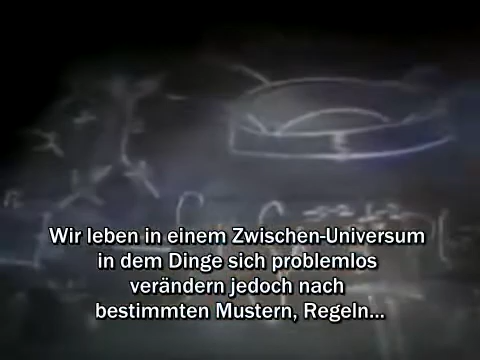 Wir leben in einem Zwischen-Universum
in dem Dinge sich problemlos
verändern jedoch nach
bestimmten Mustern, Regeln...